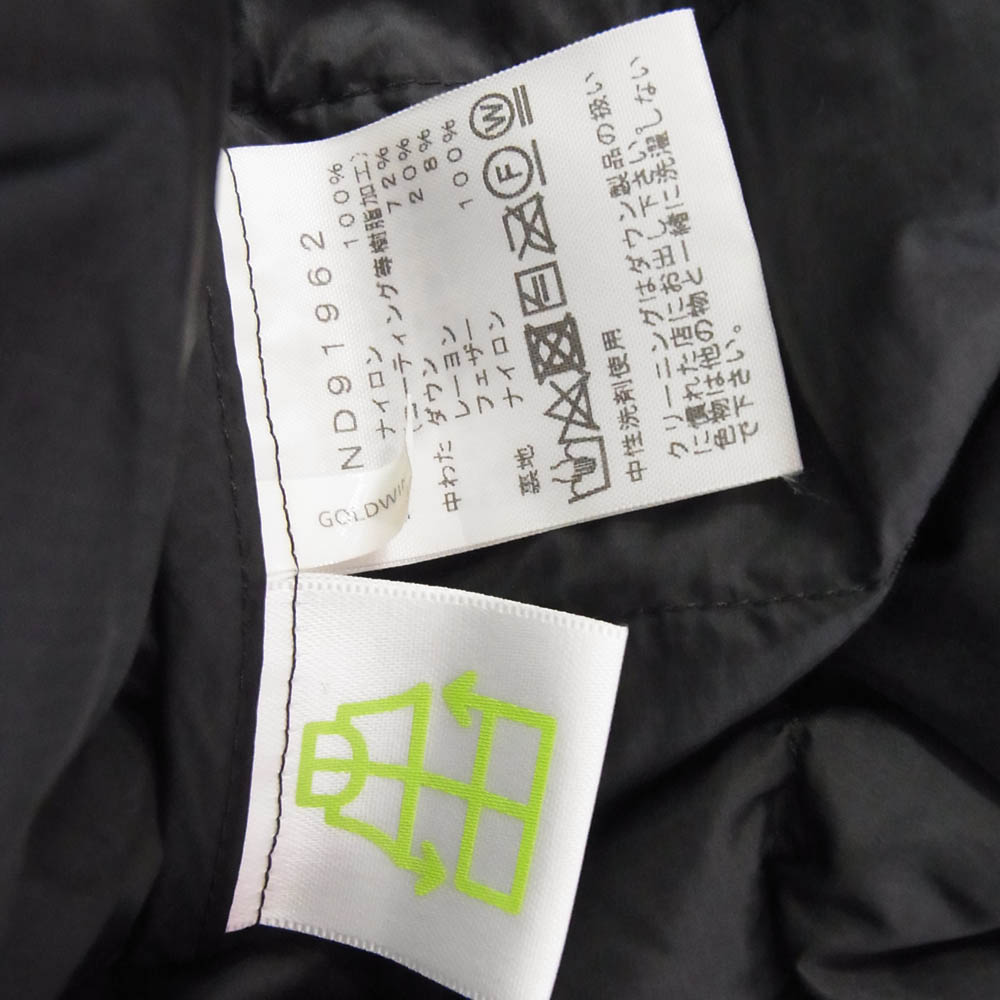 ND91962
ナイロン 100%
(コーティング等樹脂加工)
中わた ダウン 72%
レーヨン 20%
フェザー 8%
裏地 ナイロン 100%
F W
中性洗剤使用
クリーニングはダウン製品の扱い
に慣れた店にお出し下さい。
色物は他の物と一緒に洗濯しない
で下さい。